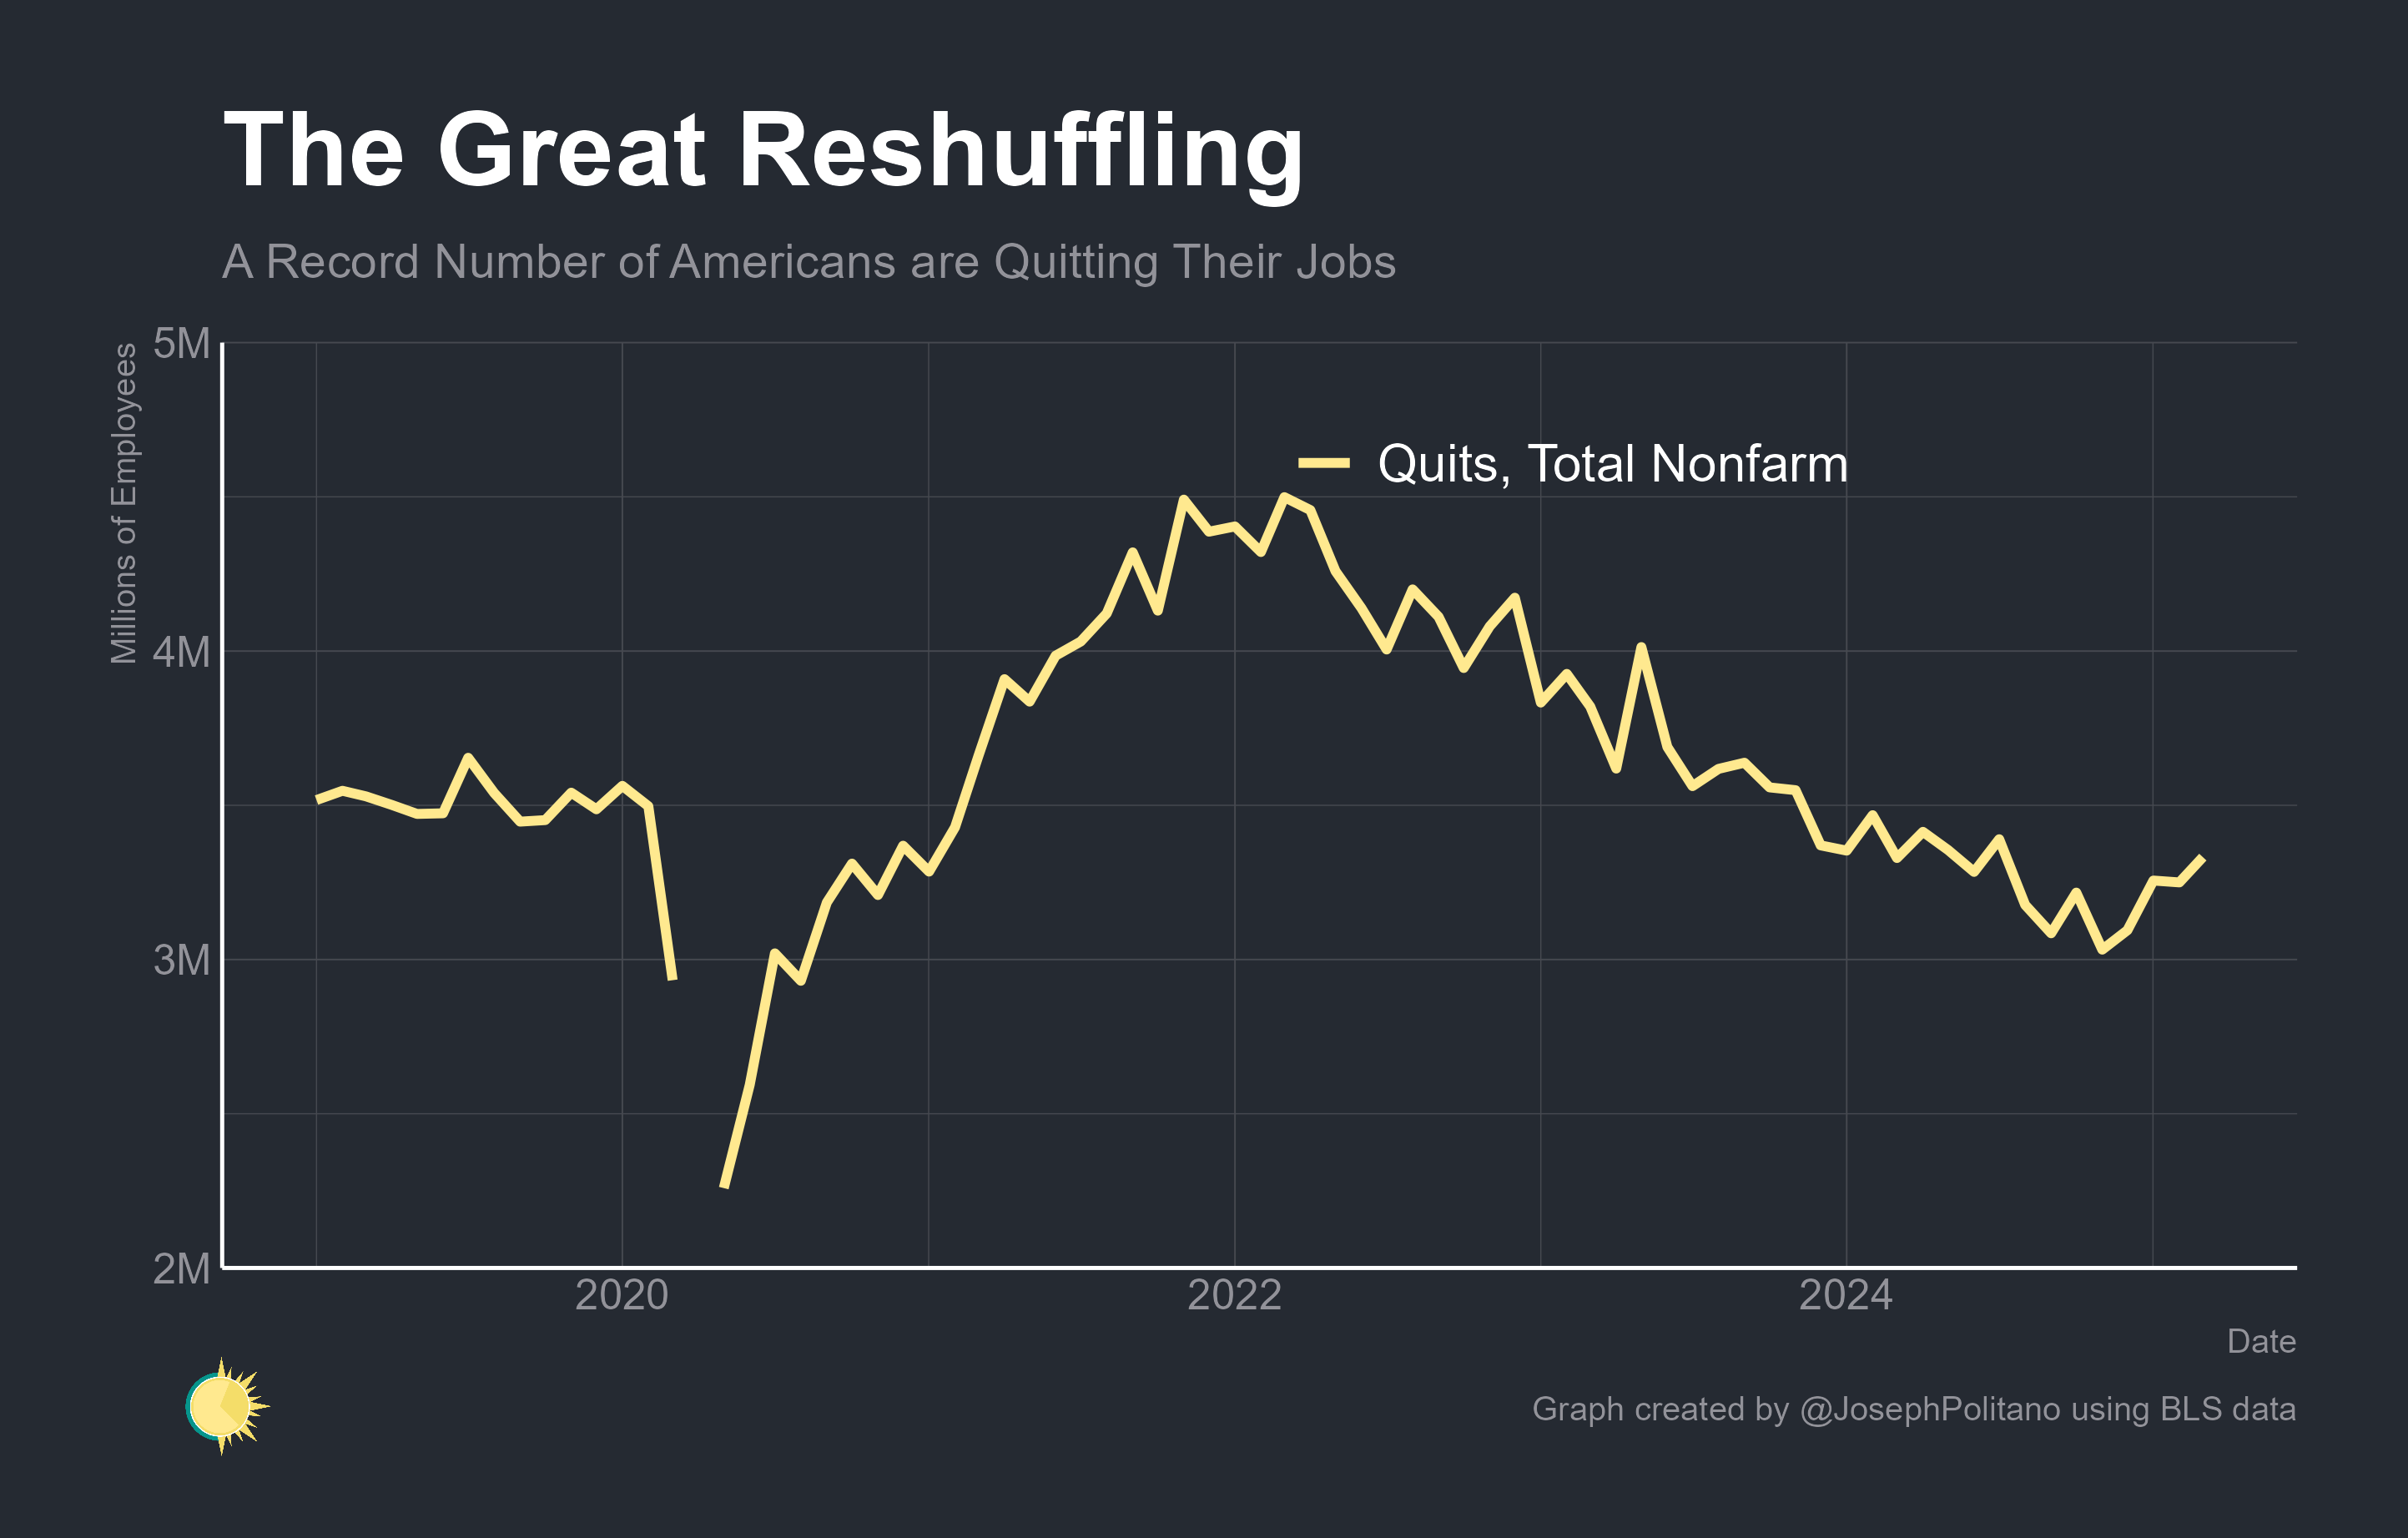 The Great Reshuffling
A Record Number of Americans are Quitting Their Jobs
Millions of Employees
5M
4M
3M
2M
Quits, Total Nonfarm
2020
2022
2024
Date
Graph created by @JosephPolitano using BLS data